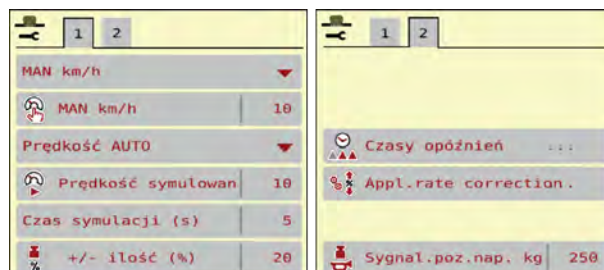 1 2
MAN km/h
MAN km/h 10
Prędkość AUTO
Prędkość symulowan 10
Czas symulacji (s) 5
+/- ilość (%) 20
1 2
Czasy opóźnień ...
Appl.rate correction.
Sygnal.poz.nap. kg 250